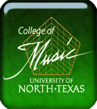 College of
Music
UNIVERSITY OF
NORTH·TEXAS